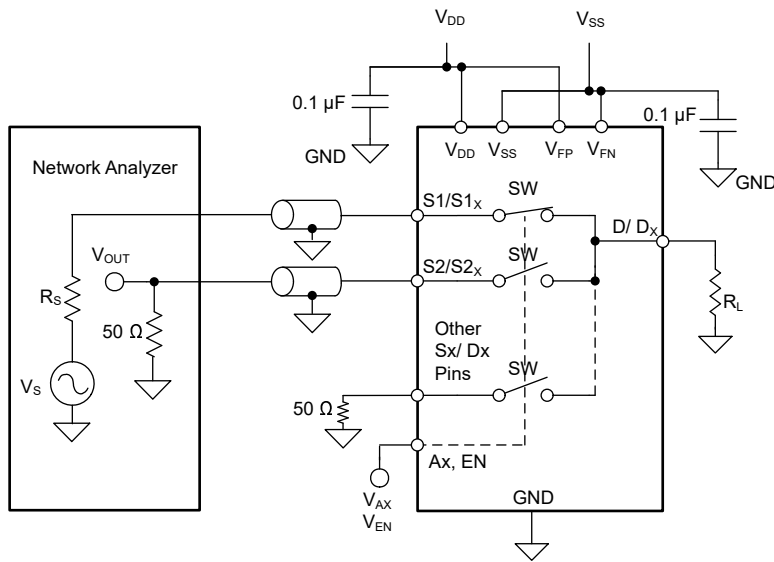 VDD
VSS
0.1 µF
0.1 µF
GND
VDD
VSS
VFP
VFN
GND
Network Analyzer
S1/S1X
SW
D/ DX
VOUT
S2/S2X
SW
RS
50 Ω
RL
Other
Sx/ Dx
Pins
SW
VS
50 Ω
Ax, EN
VAX
VEN
GND